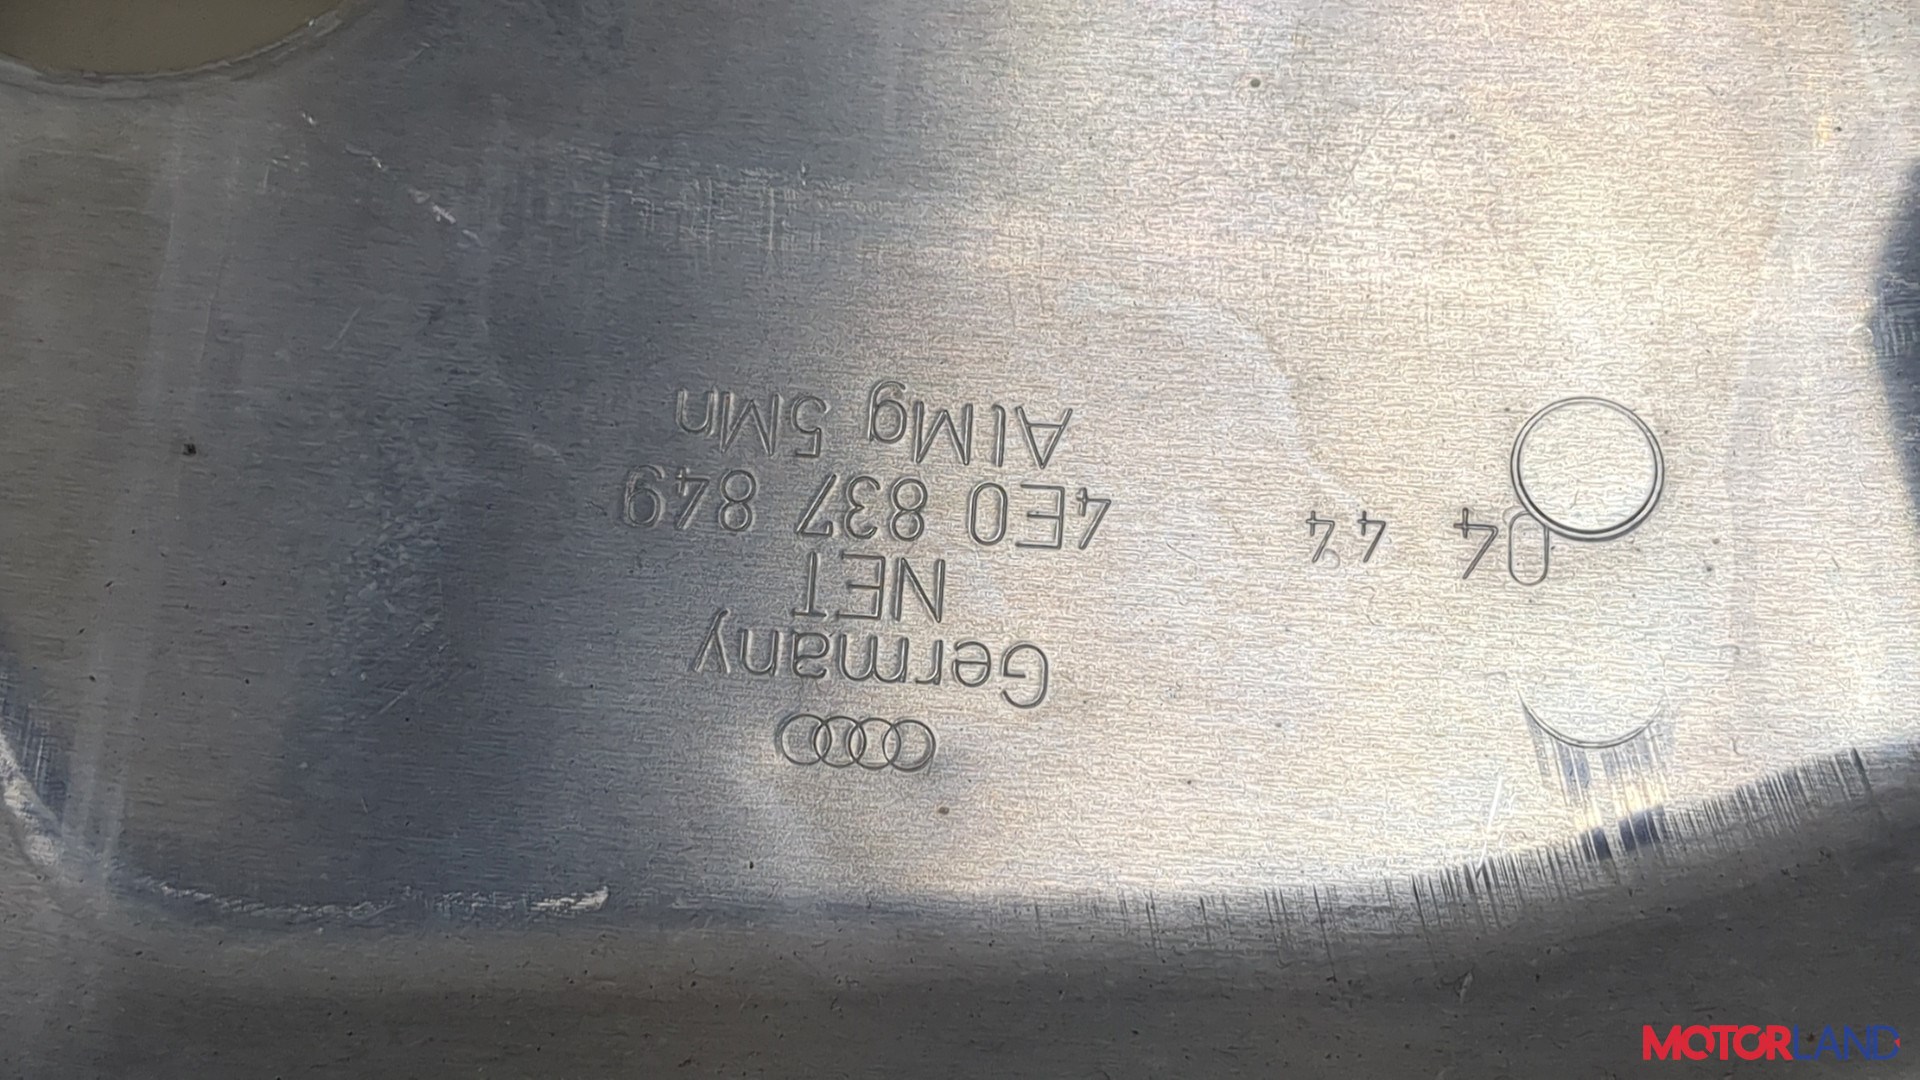 Germany
NET
04 44
4E0 837 849
AlMg 5Mn
MOTORLAND